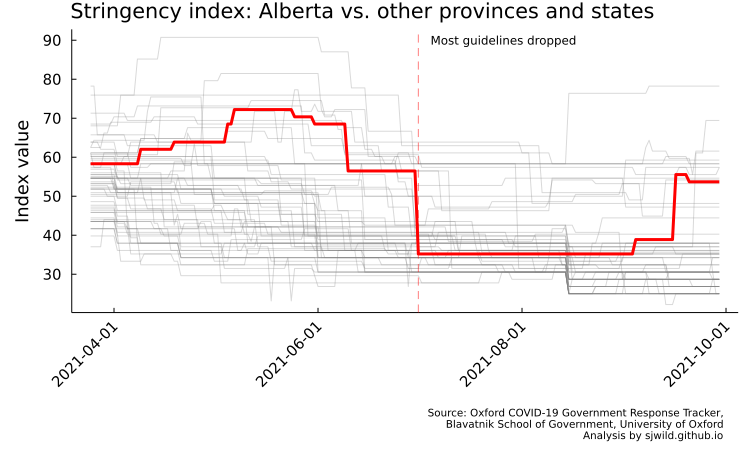 Stringency index: Alberta vs. other provinces and states
Most guidelines dropped
Index value
90
80
70
60
50
40
30
2021-04-01
2021-06-01
2021-08-01
2021-10-01
Source: Oxford COVID-19 Government Response Tracker,
Blavatnik School of Government, University of Oxford
Analysis by sjwild.github.io